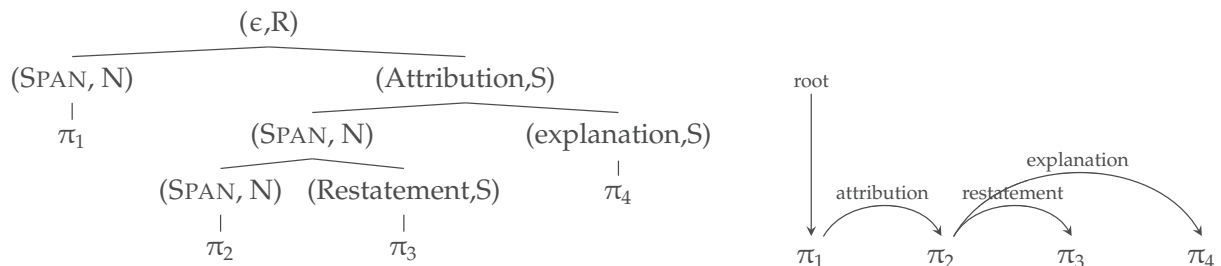 (ϵ,R)
(SPAN, N) (Attribution,S)
π1 (SPAN, N) (explanation,S)
(SPAN, N) (Restatement,S) π4
π2 π3
root
explanation
attribution restatement
π1 π2 π3 π4